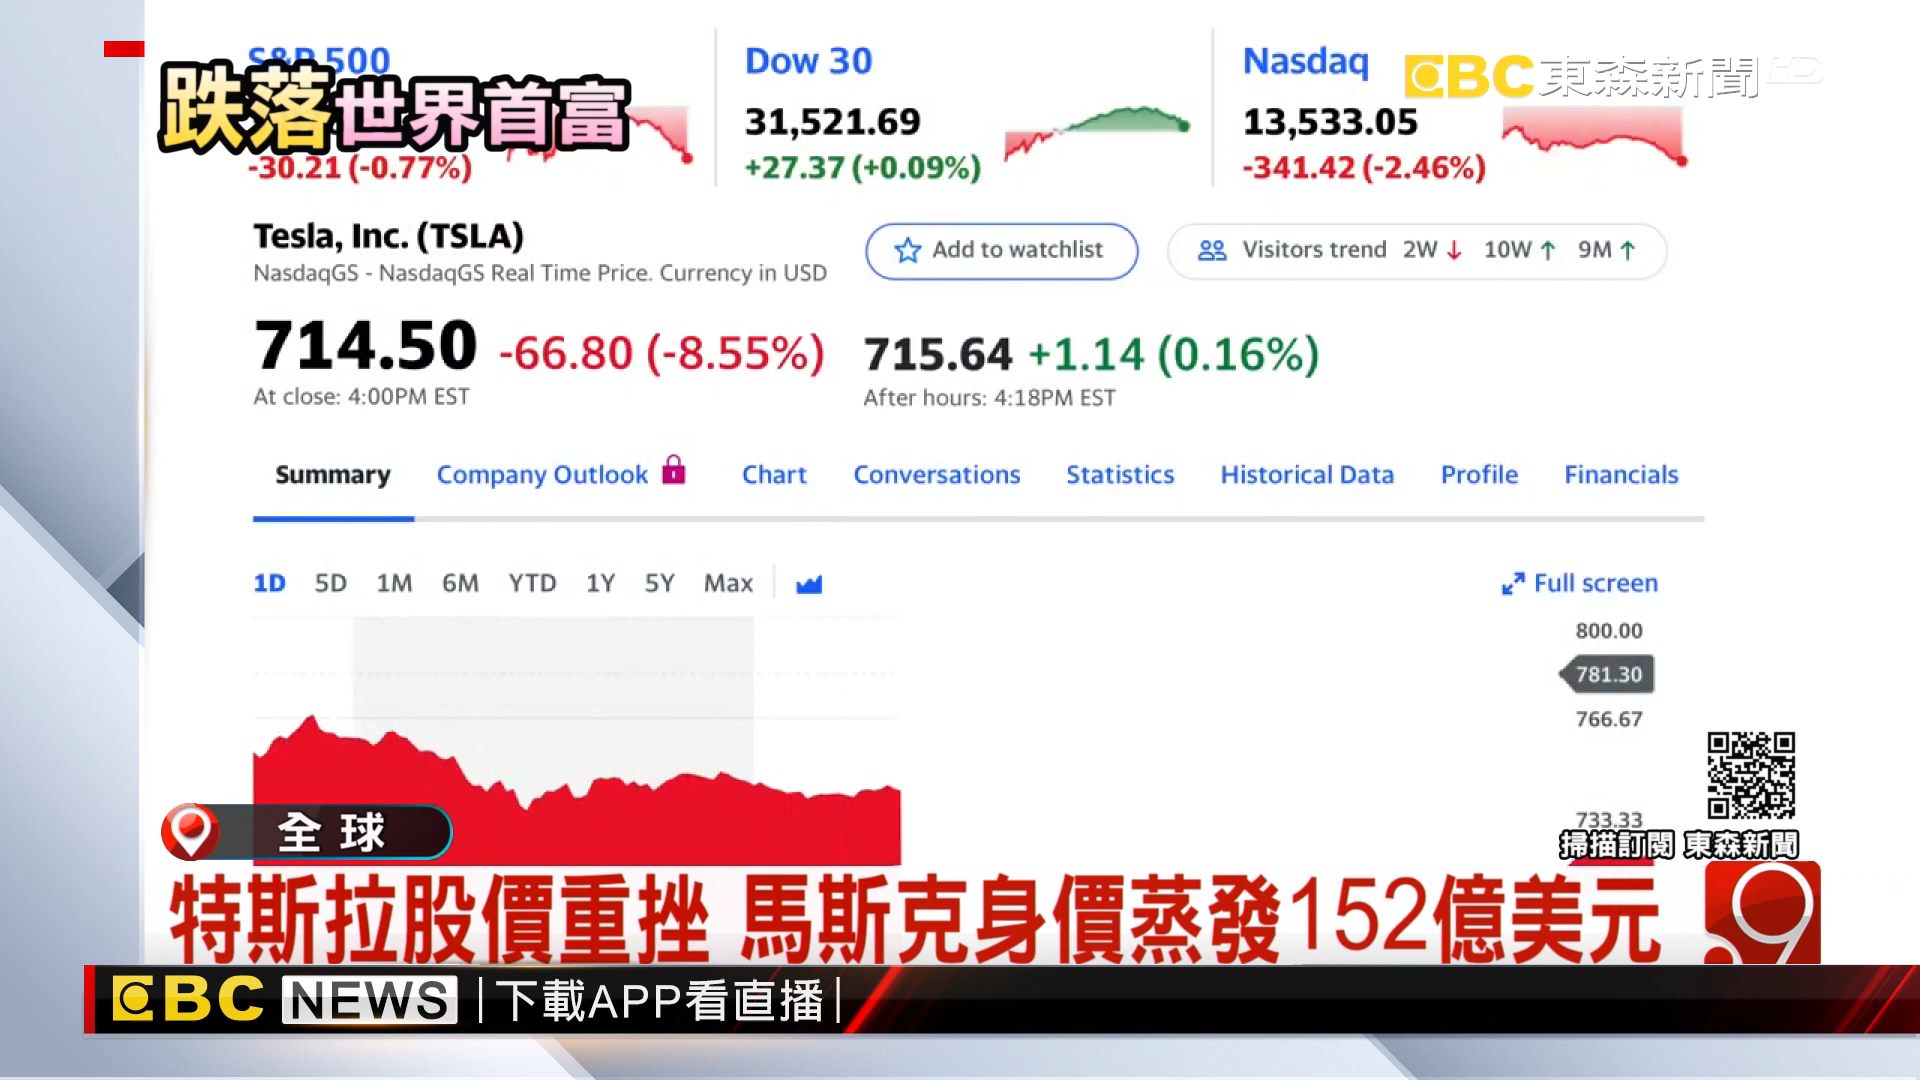 S&P 500
跌落世界首富
-30.21 (-0.77%)
Dow 30
31,521.69
+27.37 (+0.09%)
Nasdaq
13,533.05
-341.42 (-2.46%)
EBC東森新聞HD
Tesla, Inc. (TSLA)
NasdaqGS - NasdaqGS Real Time Price. Currency in USD
Add to watchlist
Visitors trend 2W ↓ 10W ↑ 9M ↑
714.50 -66.80 (-8.55%)
At close: 4:00PM EST
715.64 +1.14 (0.16%)
After hours: 4:18PM EST
Summary Company Outlook Chart Conversations Statistics Historical Data Profile Financials
1D 5D 1M 6M YTD 1Y 5Y Max
Full screen
800.00
781.30
766.67
733.33
掃描訂閱 東森新聞
全球
特斯拉股價重挫 馬斯克身價蒸發152億美元
EBC NEWS |下載APP看直播|